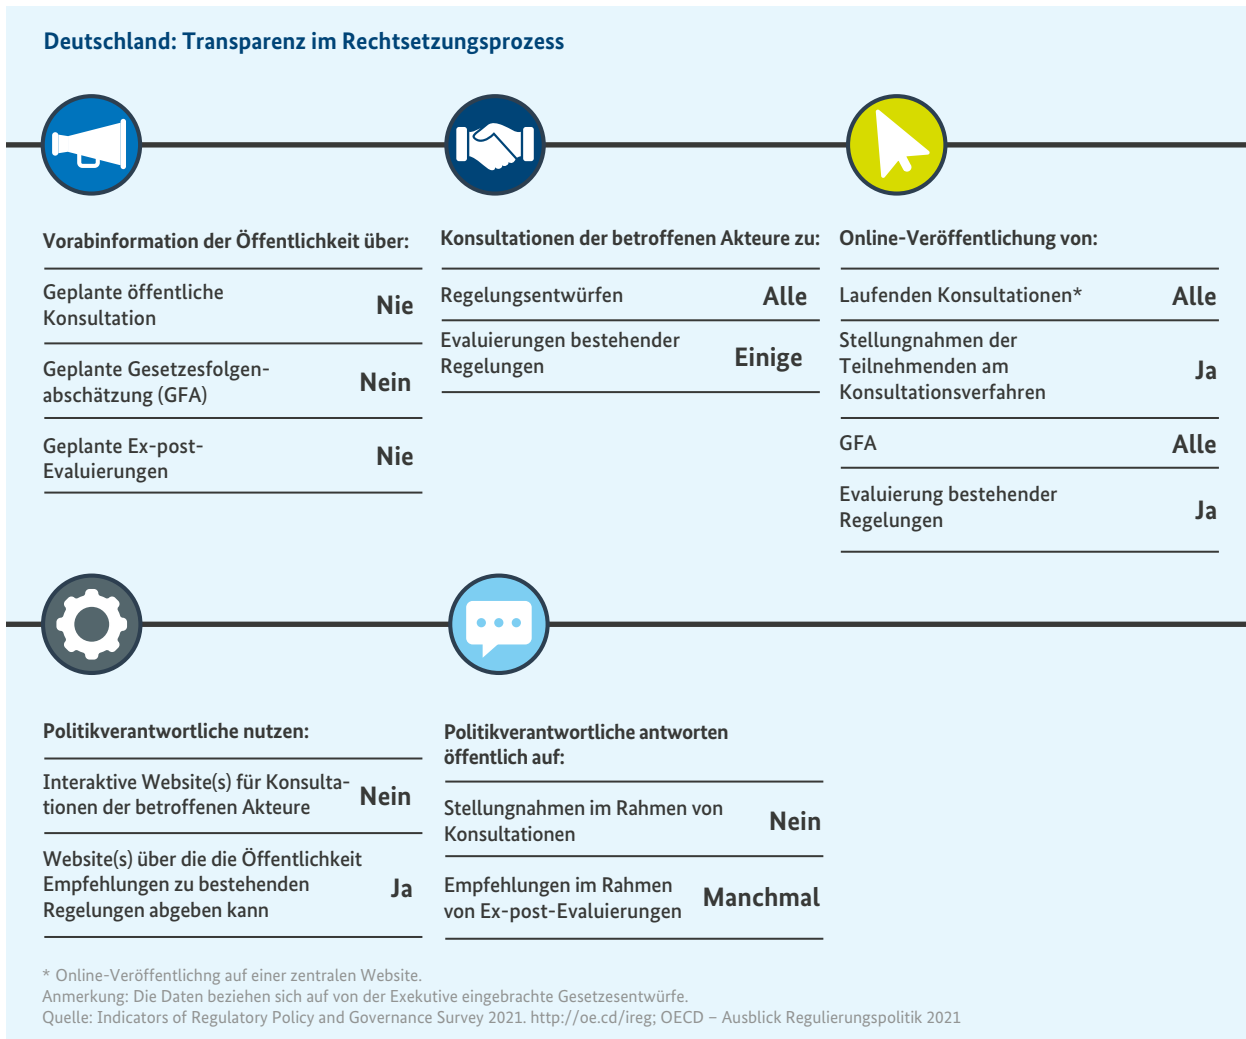 Deutschland: Transparenz im Rechtsetzungsprozess
Vorabinformation der Öffentlichkeit über:
Geplante öffentliche
Konsultation
Nie
Geplante Gesetzesfolgen-
abschätzung (GFA)
Nein
Geplante Ex-post-
Evaluierungen
Nie
Konsultationen der betroffenen Akteure zu:
Regelungsentwürfen
Alle
Evaluierungen bestehender
Regelungen
Einige
Online-Veröffentlichung von:
Laufenden Konsultationen*
Alle
Stellungnahmen der
Teilnehmenden am
Konsultationsverfahren
Ja
GFA
Alle
Evaluierung bestehender
Regelungen
Ja
Politikverantwortliche nutzen:
Interaktive Website(s) für Konsulta-
tionen der betroffenen Akteure
Nein
Website(s) über die die Öffentlichkeit
Empfehlungen zu bestehenden
Regelungen abgeben kann
Ja
Politikverantwortliche antworten
öffentlich auf:
Stellungnahmen im Rahmen von
Konsultationen
Nein
Empfehlungen im Rahmen
von Ex-post-Evaluierungen
Manchmal
* Online-Veröffentlichng auf einer zentralen Website.
Anmerkung: Die Daten beziehen sich auf von der Exekutive eingebrachte Gesetzesentwürfe.
Quelle: Indicators of Regulatory Policy and Governance Survey 2021. http://oe.cd/ireg; OECD – Ausblick Regulierungspolitik 2021